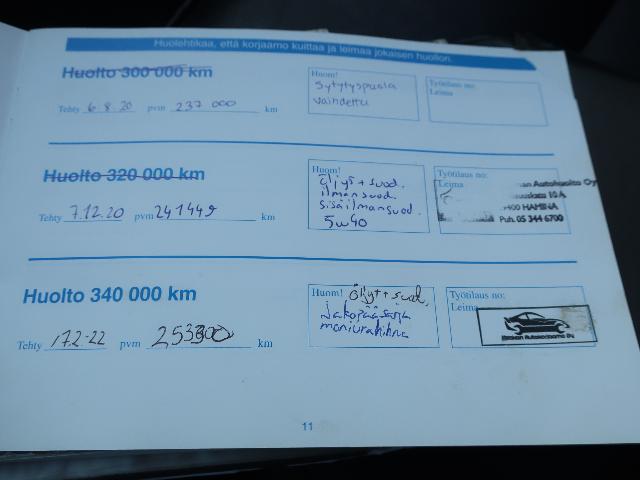 Huolehtikaa, että korjaamo kuittaa ja leimaa jokaisen huollon.
Huolto 300 000 km
Tehty 6.8.20 pvm 237 000 km
Huom!
Sytytyspuola
vaihdettu
Työtilaus no:
Leima
Huolto 320 000 km
Tehty 7.12.20 pvm 241449 km
Huom!
öljyt + suod.
ilmansuod.
sisäilmansuod.
5w40
Työtilaus no:
Leima
Autohuolto Oy
10 A
HAMINA
Puh. 05 344 6700
Huolto 340 000 km
Tehty 17.2-22 pvm km
Huom! Öljyt + suod.
Jakopääsarja
Työtilaus no:
Leima
11